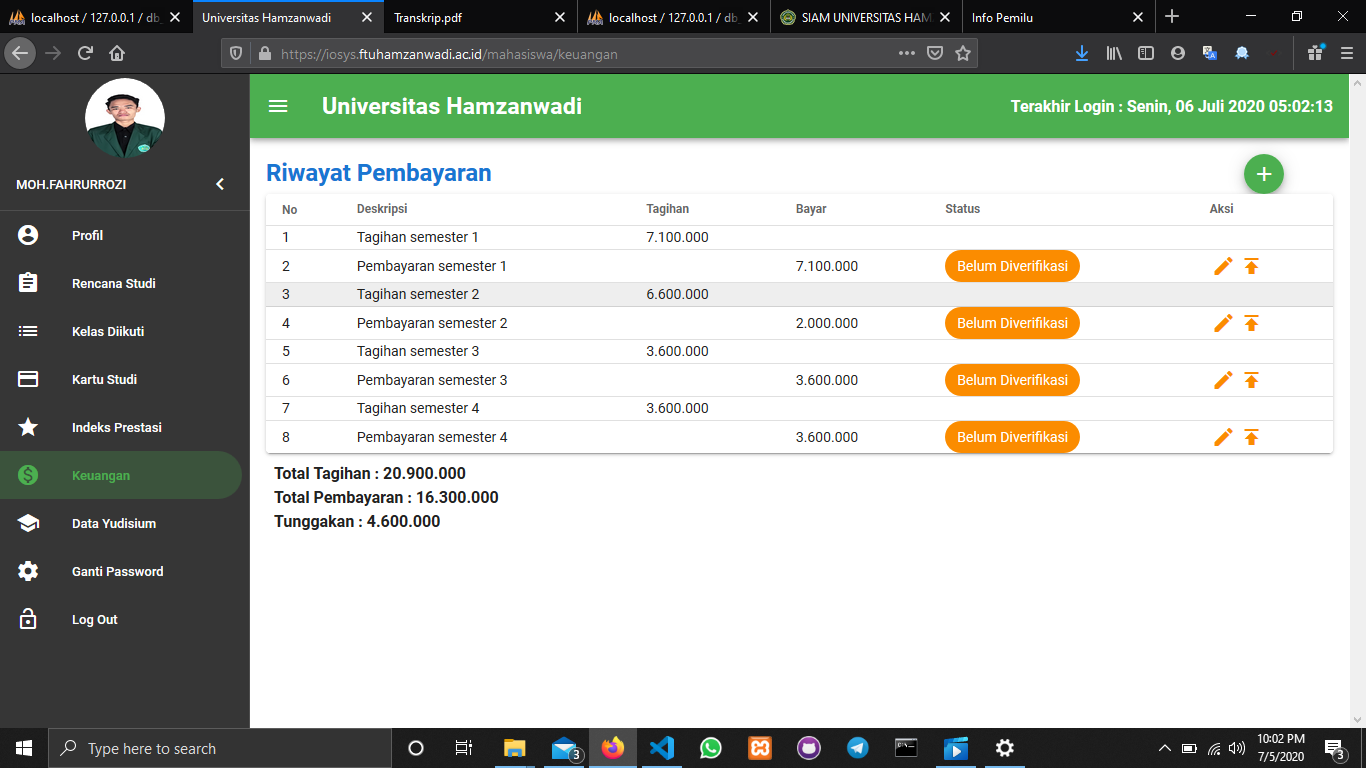 localhost / 127.0.0.1 / db_
Universitas Hamzanwadi
Transkrip.pdf
localhost / 127.0.0.1 / db_
SIAM UNIVERSITAS HAM
Info Pemilu
https://iosys.ftuhamzanwadi.ac.id/mahasiswa/keuangan
Universitas Hamzanwadi
Terakhir Login : Senin, 06 Juli 2020 05:02:13
MOH.FAHRURROZI
Profil
Rencana Studi
Kelas Diikuti
Kartu Studi
Indeks Prestasi
Keuangan
Data Yudisium
Ganti Password
Log Out
Riwayat Pembayaran
No Deskripsi Tagihan Bayar Status Aksi
1 Tagihan semester 1 7.100.000
2 Pembayaran semester 1 7.100.000 Belum Diverifikasi
3 Tagihan semester 2 6.600.000
4 Pembayaran semester 2 2.000.000 Belum Diverifikasi
5 Tagihan semester 3 3.600.000
6 Pembayaran semester 3 3.600.000 Belum Diverifikasi
7 Tagihan semester 4 3.600.000
8 Pembayaran semester 4 3.600.000 Belum Diverifikasi
Total Tagihan : 20.900.000
Total Pembayaran : 16.300.000
Tunggakan : 4.600.000
Type here to search
3
10:02 PM
7/5/2020
3